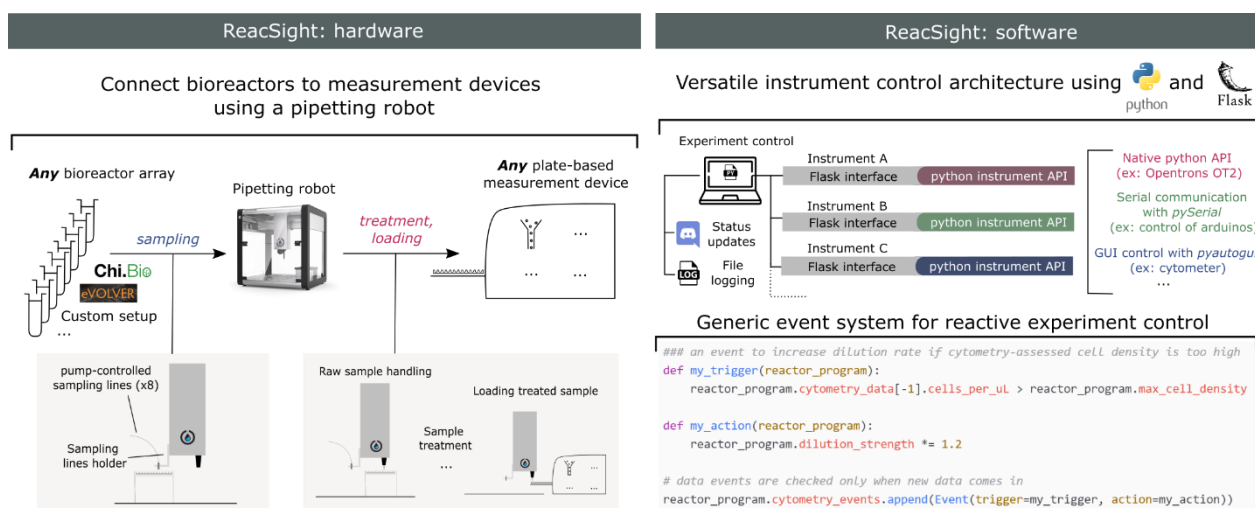 ReacSight: hardware
Connect bioreactors to measurement devices
using a pipetting robot
Any bioreactor array
Pipetting robot
Any plate-based
measurement device
sampling
treatment,
loading
Chi.Bio
eVOLVER
Custom setup
...
... ...
... ...
pump-controlled
sampling lines (x8)
Sampling
lines holder
Raw sample handling
Sample
treatment
...
Loading treated sample
...
... ...
ReacSight: software
Versatile instrument control architecture using python and Flask
Experiment control
PY
Status
updates
LOG
File
logging
Instrument A
Flask interface python instrument API
Instrument B
Flask interface python instrument API
Instrument C
Flask interface python instrument API
Native python API
(ex: Opentrons OT2)
Serial communication
with pySerial
(ex: control of arduinos)
GUI control with pyautogui
(ex: cytometer)
...
Generic event system for reactive experiment control
### an event to increase dilution rate if cytometry-assessed cell density is too high
def my_trigger(reactor_program):
reactor_program.cytometry_data[-1].cells_per_uL > reactor_program.max_cell_density
def my_action(reactor_program):
reactor_program.dilution_strength *= 1.2
# data events are checked only when new data comes in
reactor_program.cytometry_events.append(Event(trigger=my_trigger, action=my_action))